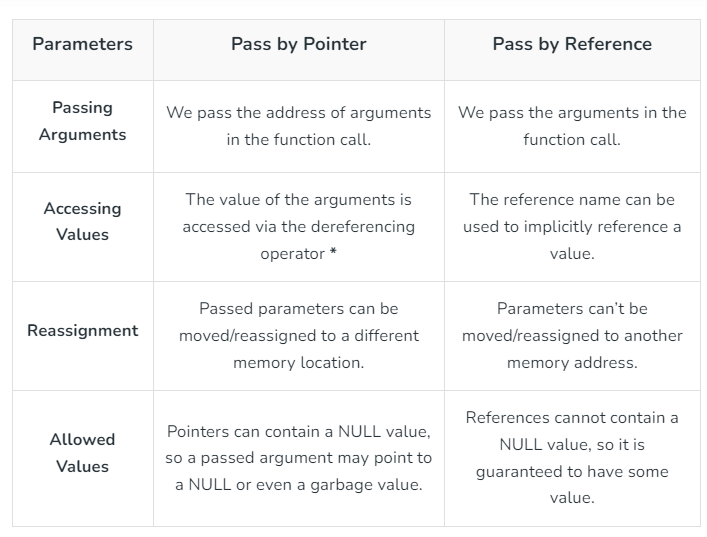 Parameters
Pass by Pointer
Pass by Reference
Passing
Arguments
We pass the address of arguments
in the function call.
We pass the arguments in the
function call.
Accessing
Values
The value of the arguments is
accessed via the dereferencing
operator *
The reference name can be
used to implicitly reference a
value.
Reassignment
Passed parameters can be
moved/reassigned to a different
memory location.
Parameters can’t be
moved/reassigned to another
memory address.
Allowed
Values
Pointers can contain a NULL value,
so a passed argument may point to
a NULL or even a garbage value.
References cannot contain a
NULL value, so it is
guaranteed to have some
value.